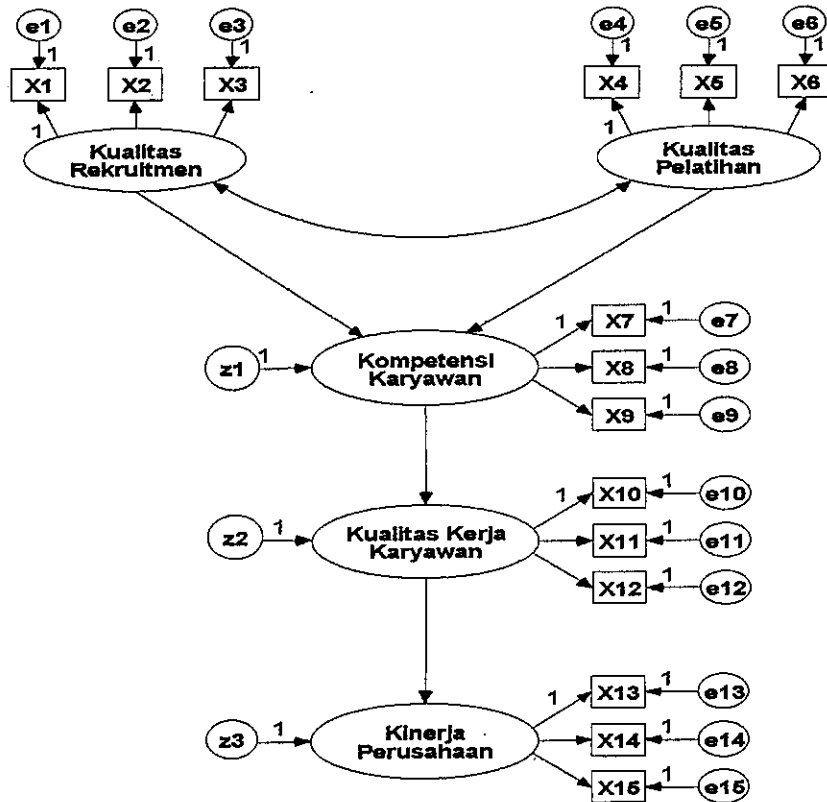 e1 e2 e3 e4 e5 e6
1 1 1 1 1 1
X1 X2 X3 X4 X5 X6
1 1
Kualitas
Rekruitmen
Kualitas
Pelatihan
1 X7 1 e7
z1 1 Kompetensi
Karyawan
X8 1 e8
X9 1 e9
1 X10 1 e10
z2 1 Kualitas Kerja
Karyawan
X11 1 e11
X12 1 e12
1 X13 1 e13
z3 1 Kinerja
Perusahaan
X14 1 e14
X15 1 e15